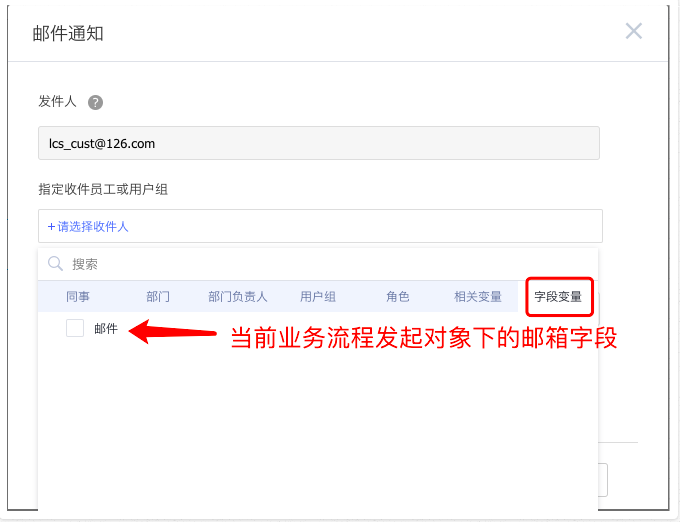 邮件通知
发件人 ?
lcs_cust@126.com
指定收件员工或用户组
+请选择收件人
搜索
同事 部门 部门负责人 用户组 角色 相关变量 字段变量
邮件 当前业务流程发起对象下的邮箱字段